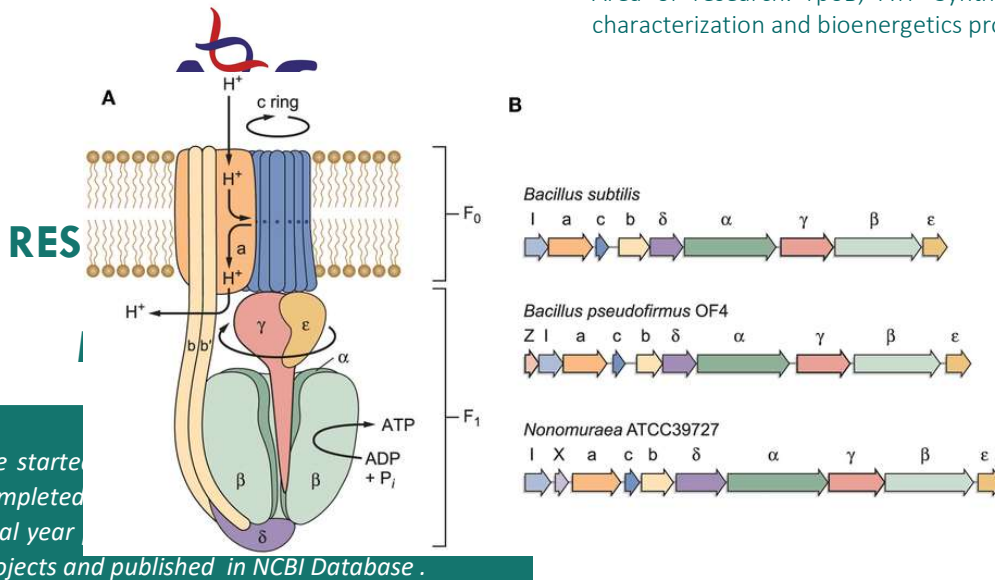 characterization and bioenergetics
A
H+
c ring
H+
a
H+
H+
F0
γ
ε
α
b b'
ATP
ADP
+ Pi
β
β
δ
F1
B
Bacillus subtilis
I a c b δ α γ β ε
Bacillus pseudofirmus OF4
Z I a c b δ α γ β ε
Nonomuraea ATCC39727
I X a c b δ α γ β ε
RES
e started
mpleted
al year
ojects and published in NCBI Database .